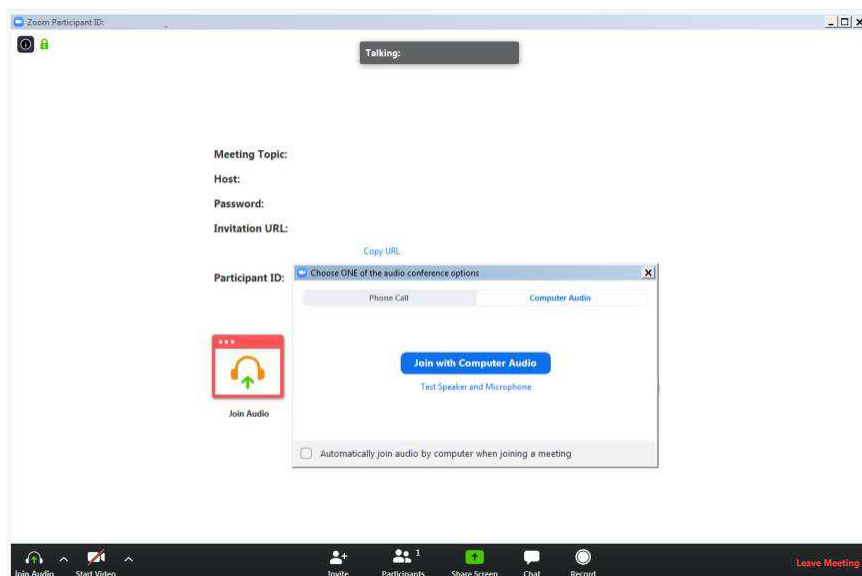 Zoom Participant ID:
Talking:
Meeting Topic:
Host:
Password:
Invitation URL:
Copy URL
Participant ID:
Choose ONE of the audio conference options
Phone Call
Computer Audio
Join with Computer Audio
Test Speaker and Microphone
Join Audio
Automatically join audio by computer when joining a meeting
Join Audio
Start Video
Invite
1
Participants
Share Screen
Chat
Record
Leave Meeting